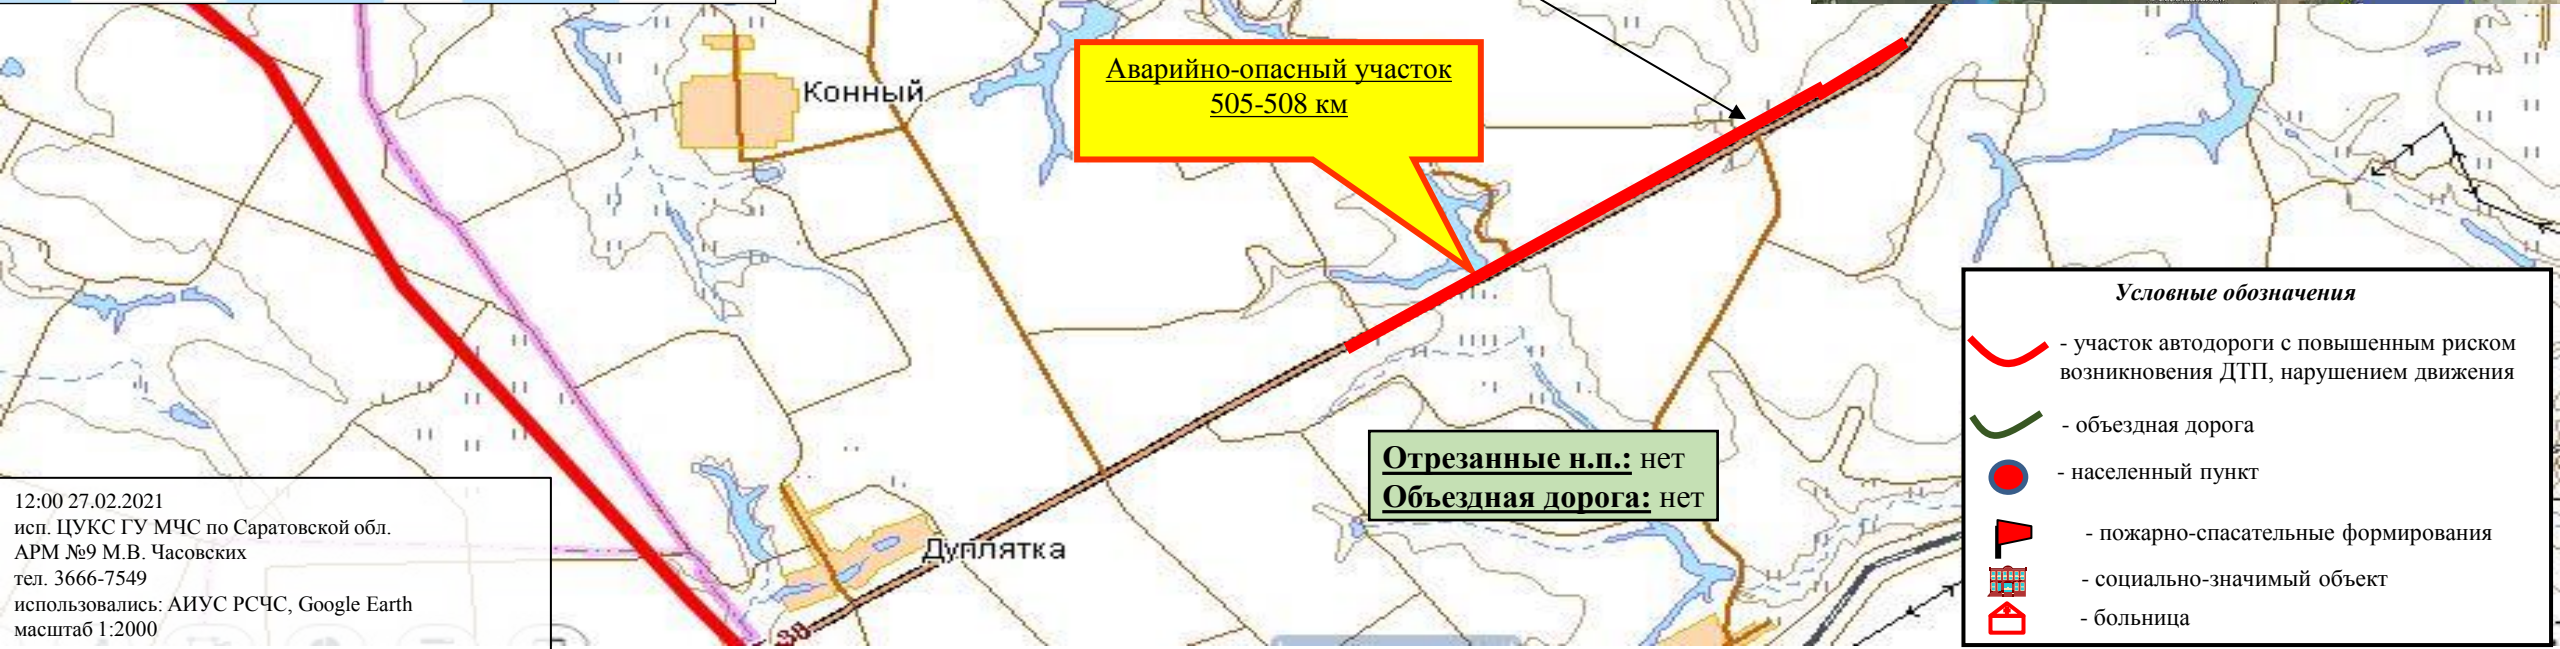 Конный
Аварийно-опасный участок
505-508 км
Условные обозначения
- участок автодороги с повышенным риском
возникновения ДТП, нарушением движения
- объездная дорога
- населенный пункт
- пожарно-спасательные формирования
- социально-значимый объект
- больница
Отрезанные н.п.: нет
Объездная дорога: нет
Дуплятка
12:00 27.02.2021
исп. ЦУКС ГУ МЧС по Саратовской обл.
АРМ №9 М.В. Часовских
тел. 3666-7549
использовались: АИУС РСЧС, Google Earth
масштаб 1:2000